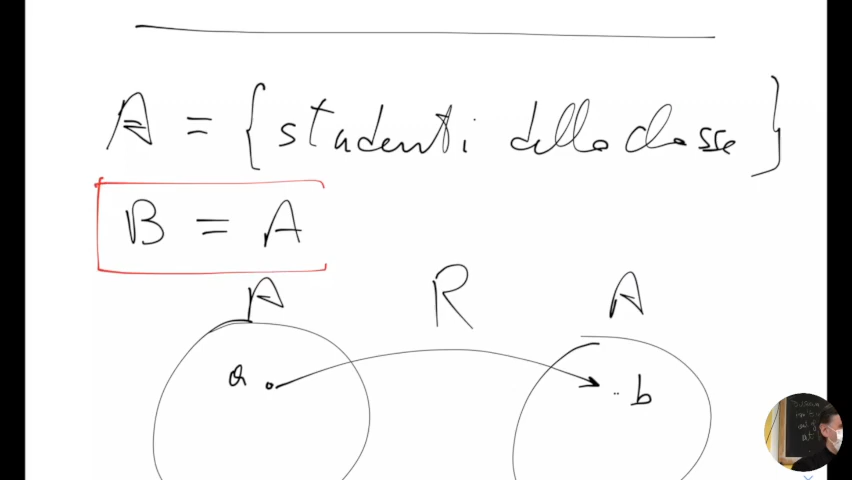 A = { studenti della classe }
B = A
A R A
a b